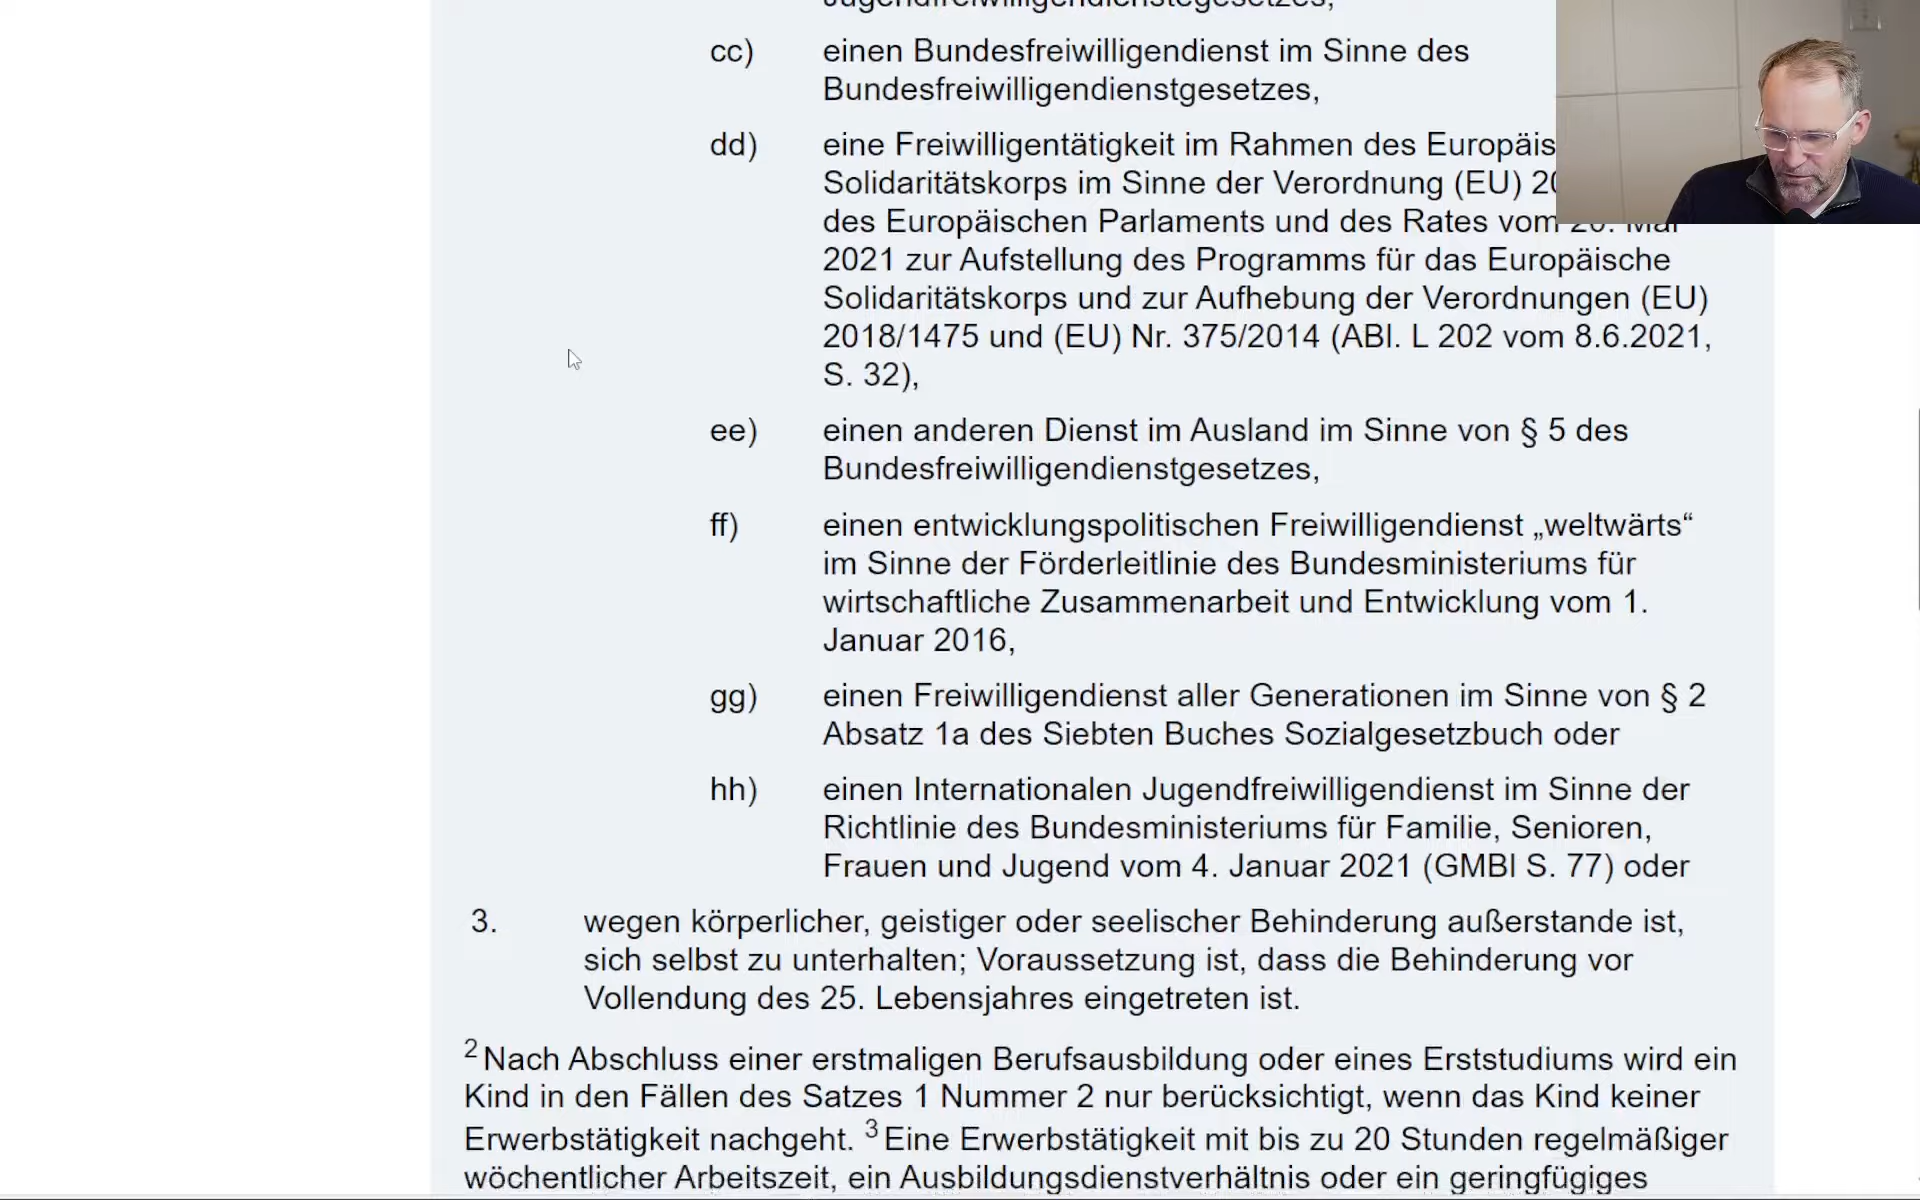 cc) einen Bundesfreiwilligendienst im Sinne des
Bundesfreiwilligendienstgesetzes,
dd) eine Freiwilligentätigkeit im Rahmen des
Solidaritätskorps im Sinne der Verordnung (EU)
des Europäischen Parlaments und des Rates vom 20. Mai
2021 zur Aufstellung des Programms für das Europäische
Solidaritätskorps und zur Aufhebung der Verordnungen (EU)
2018/1475 und (EU) Nr. 375/2014 (ABl. L 202 vom 8.6.2021,
S. 32),
ee) einen anderen Dienst im Ausland im Sinne von § 5 des
Bundesfreiwilligendienstgesetzes,
ff) einen entwicklungspolitischen Freiwilligendienst „weltwärts“
im Sinne der Förderleitlinie des Bundesministeriums für
wirtschaftliche Zusammenarbeit und Entwicklung vom 1.
Januar 2016,
gg) einen Freiwilligendienst aller Generationen im Sinne von § 2
Absatz 1a des Siebten Buches Sozialgesetzbuch oder
hh) einen Internationalen Jugendfreiwilligendienst im Sinne der
Richtlinie des Bundesministeriums für Familie, Senioren,
Frauen und Jugend vom 4. Januar 2021 (GMBl S. 77) oder
3. wegen körperlicher, geistiger oder seelischer Behinderung außerstande ist,
sich selbst zu unterhalten; Voraussetzung ist, dass die Behinderung vor
Vollendung des 25. Lebensjahres eingetreten ist.
2 Nach Abschluss einer erstmaligen Berufsausbildung oder eines Erststudiums wird ein
Kind in den Fällen des Satzes 1 Nummer 2 nur berücksichtigt, wenn das Kind keiner
Erwerbstätigkeit nachgeht. 3 Eine Erwerbstätigkeit mit bis zu 20 Stunden regelmäßiger
wöchentlicher Arbeitszeit, ein Ausbildungsdienstverhältnis oder ein geringfügiges